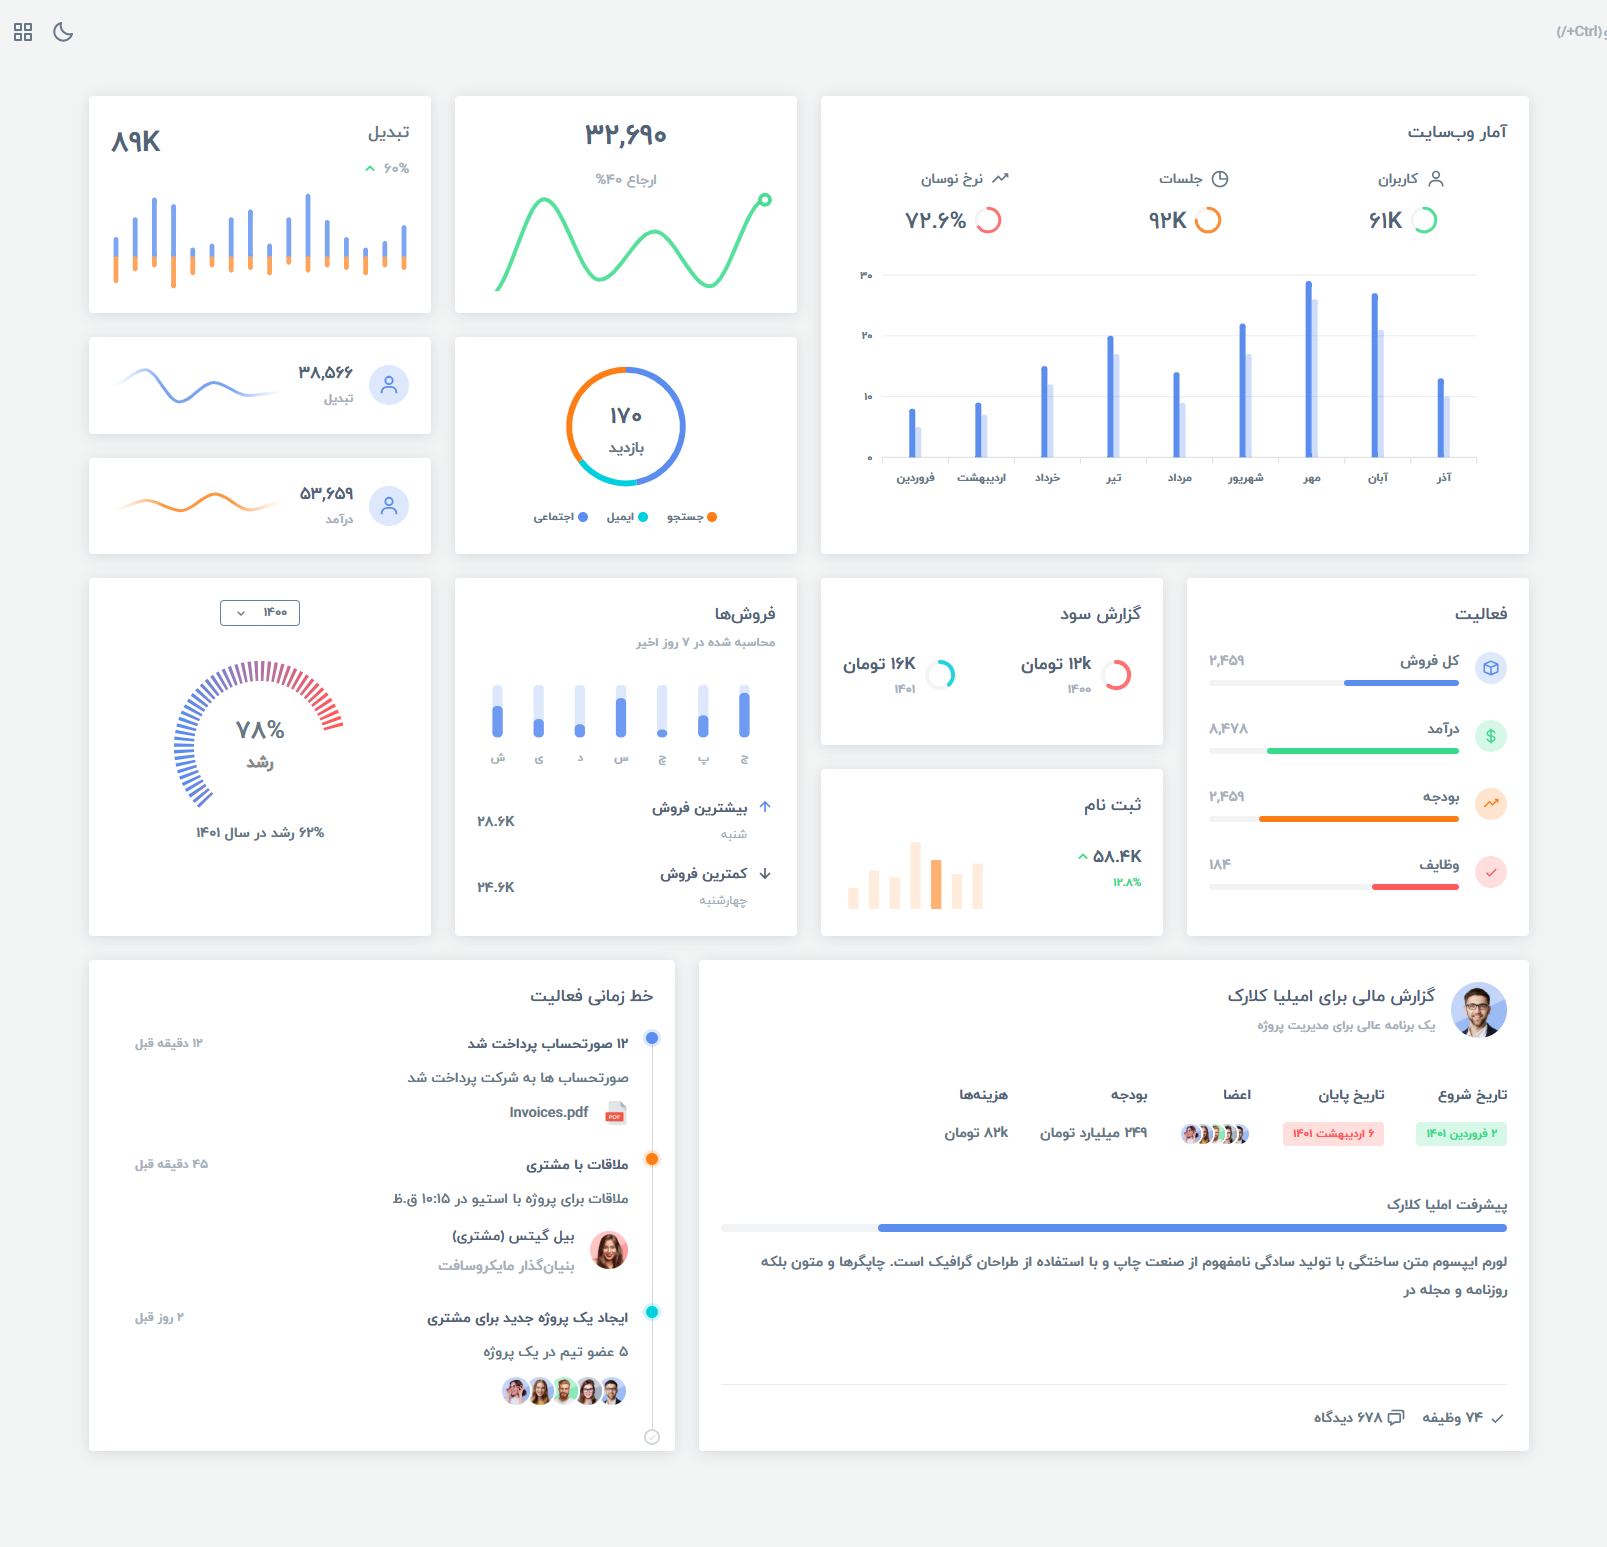 (Ctrl+/)
آمار وب‌سایت
کاربران
۶۱K
جلسات
۹۲K
نرخ نوسان
۷۲.۶%
۳۰
۲۰
۱۰
۰
فروردین اردیبهشت خرداد تیر مرداد شهریور مهر آبان آذر
۳۲,۶۹۰
ارجاع ۴۰%
تبدیل
۸۹K
۶۰%
۱۷۰
بازدید
جستجو ایمیل اجتماعی
۳۸,۵۶۶
تبدیل
۵۳,۶۵۹
درآمد
فعالیت
کل فروش ۲,۴۵۹
درآمد ۸,۴۷۸
بودجه ۲,۴۵۹
وظایف ۱۸۴
گزارش سود
۱۲k تومان
۱۴۰۰
۱۶K تومان
۱۴۰۱
ثبت نام
۵۸.۴K
۱۲.۸%
فروش‌ها
محاسبه شده در ۷ روز اخیر
ج پ چ س د ی ش
بیشترین فروش
شنبه
۲۸.۶K
کمترین فروش
چهارشنبه
۲۴.۶K
۱۴۰۰
۷۸%
رشد
۶۲% رشد در سال ۱۴۰۱
گزارش مالی برای امیلیا کلارک
یک برنامه عالی برای مدیریت پروژه
تاریخ شروع تاریخ پایان اعضا بودجه هزینه‌ها
۲ فروردین ۱۴۰۱ ۶ اردیبهشت ۱۴۰۱ ۲۴۹ میلیارد تومان ۸۲k تومان
پیشرفت املیا کلارک
لورم ایپسوم متن ساختگی با تولید سادگی نامفهوم از صنعت چاپ و با استفاده از طراحان گرافیک است. چاپگرها و متون بلکه
روزنامه و مجله در
۷۴ وظیفه ۶۷۸ دیدگاه
خط زمانی فعالیت
۱۲ صورتحساب پرداخت شد ۱۲ دقیقه قبل
صورتحساب ها به شرکت پرداخت شد
PDF Invoices.pdf
ملاقات با مشتری ۴۵ دقیقه قبل
ملاقات برای پروژه با استیو در ۱۰:۱۵ ق.ظ
بیل گیتس (مشتری)
بنیان‌گذار مایکروسافت
ایجاد یک پروژه جدید برای مشتری ۲ روز قبل
۵ عضو تیم در یک پروژه